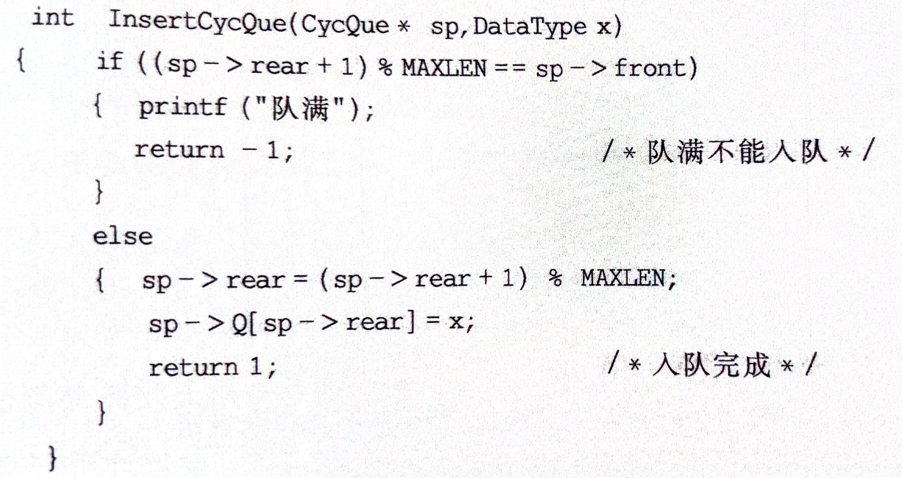 int InsertCycQue(CycQue * sp,DataType x)
{ if ((sp -> rear + 1) % MAXLEN == sp -> front)
{ printf ("队满");
return - 1; / * 队满不能入队 * /
}
else
{ sp -> rear = (sp -> rear + 1) % MAXLEN;
sp -> Q[sp -> rear] = x;
return 1; / * 入队完成 * /
}
}